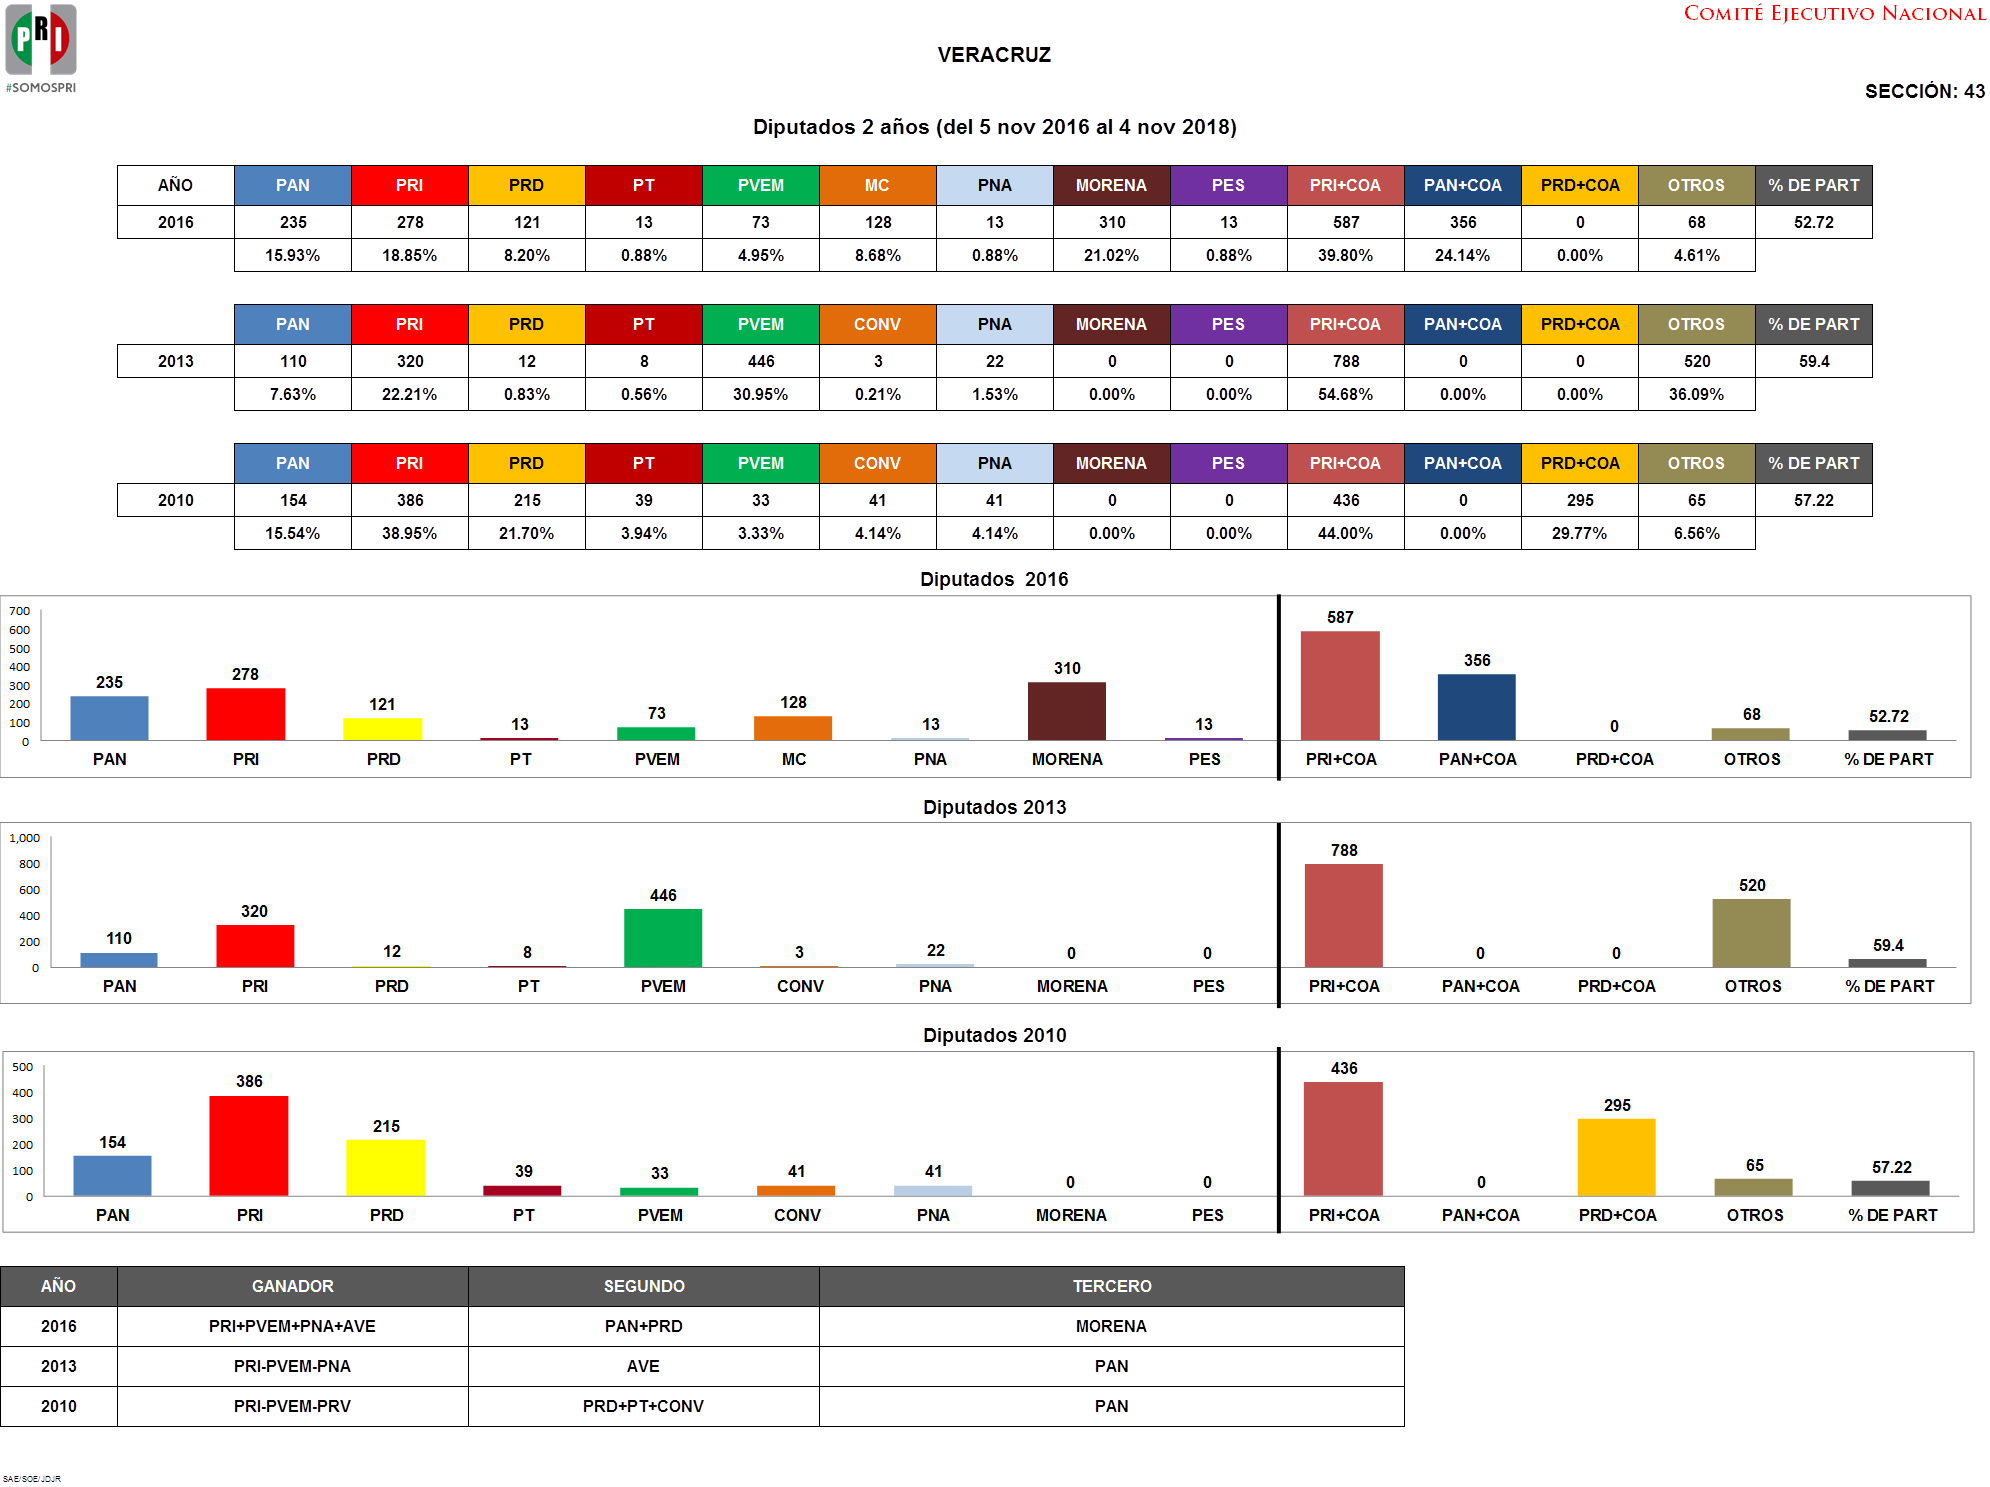 PRI
#SOMOSPRI
COMITÉ EJECUTIVO NACIONAL
VERACRUZ
SECCIÓN: 43
Diputados 2 años (del 5 nov 2016 al 4 nov 2018)
AÑO PAN PRI PRD PT PVEM MC PNA MORENA PES PRI+COA PAN+COA PRD+COA OTROS % DE PART
2016 235 278 121 13 73 128 13 310 13 587 356 0 68 52.72
15.93% 18.85% 8.20% 0.88% 4.95% 8.68% 0.88% 21.02% 0.88% 39.80% 24.14% 0.00% 4.61%
PAN PRI PRD PT PVEM CONV PNA MORENA PES PRI+COA PAN+COA PRD+COA OTROS % DE PART
2013 110 320 12 8 446 3 22 0 0 788 0 0 520 59.4
7.63% 22.21% 0.83% 0.56% 30.95% 0.21% 1.53% 0.00% 0.00% 54.68% 0.00% 0.00% 36.09%
PAN PRI PRD PT PVEM CONV PNA MORENA PES PRI+COA PAN+COA PRD+COA OTROS % DE PART
2010 154 386 215 39 33 41 41 0 0 436 0 295 65 57.22
15.54% 38.95% 21.70% 3.94% 3.33% 4.14% 4.14% 0.00% 0.00% 44.00% 0.00% 29.77% 6.56%
Diputados 2016
700
600
500
400
300
200
100
0
235 278 121 13 73 128 13 310 13 587 356 0 68 52.72
PAN PRI PRD PT PVEM MC PNA MORENA PES PRI+COA PAN+COA PRD+COA OTROS % DE PART
Diputados 2013
1,000
800
600
400
200
0
110 320 12 8 446 3 22 0 0 788 0 0 520 59.4
PAN PRI PRD PT PVEM CONV PNA MORENA PES PRI+COA PAN+COA PRD+COA OTROS % DE PART
Diputados 2010
500
400
300
200
100
0
154 386 215 39 33 41 41 0 0 436 0 295 65 57.22
PAN PRI PRD PT PVEM CONV PNA MORENA PES PRI+COA PAN+COA PRD+COA OTROS % DE PART
AÑO GANADOR SEGUNDO TERCERO
2016 PRI+PVEM+PNA+AVE PAN+PRD MORENA
2013 PRI-PVEM-PNA AVE PAN
2010 PRI-PVEM-PRV PRD+PT+CONV PAN
SAE/SOE/JDJR